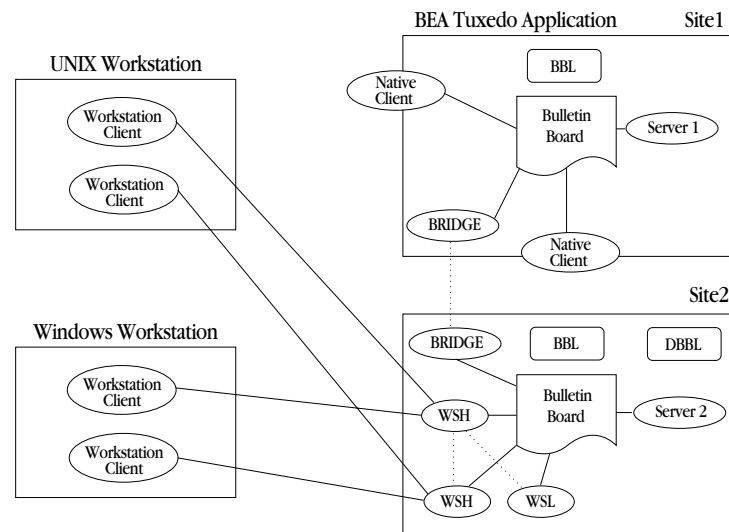 BEA Tuxedo Application
Site1
UNIX Workstation
Workstation
Client
Workstation
Client
Native
Client
BBL
Bulletin
Board
Server 1
BRIDGE
Native
Client
Site2
Windows Workstation
Workstation
Client
Workstation
Client
BRIDGE
BBL
DBBL
Bulletin
Board
Server 2
WSH
WSH
WSL